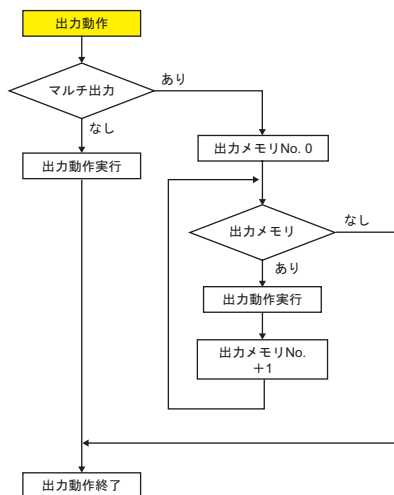 出力動作
マルチ出力
あり
なし
出力動作実行
出力メモリNo. 0
出力メモリ
なし
あり
出力動作実行
出力メモリNo.
+1
出力動作終了